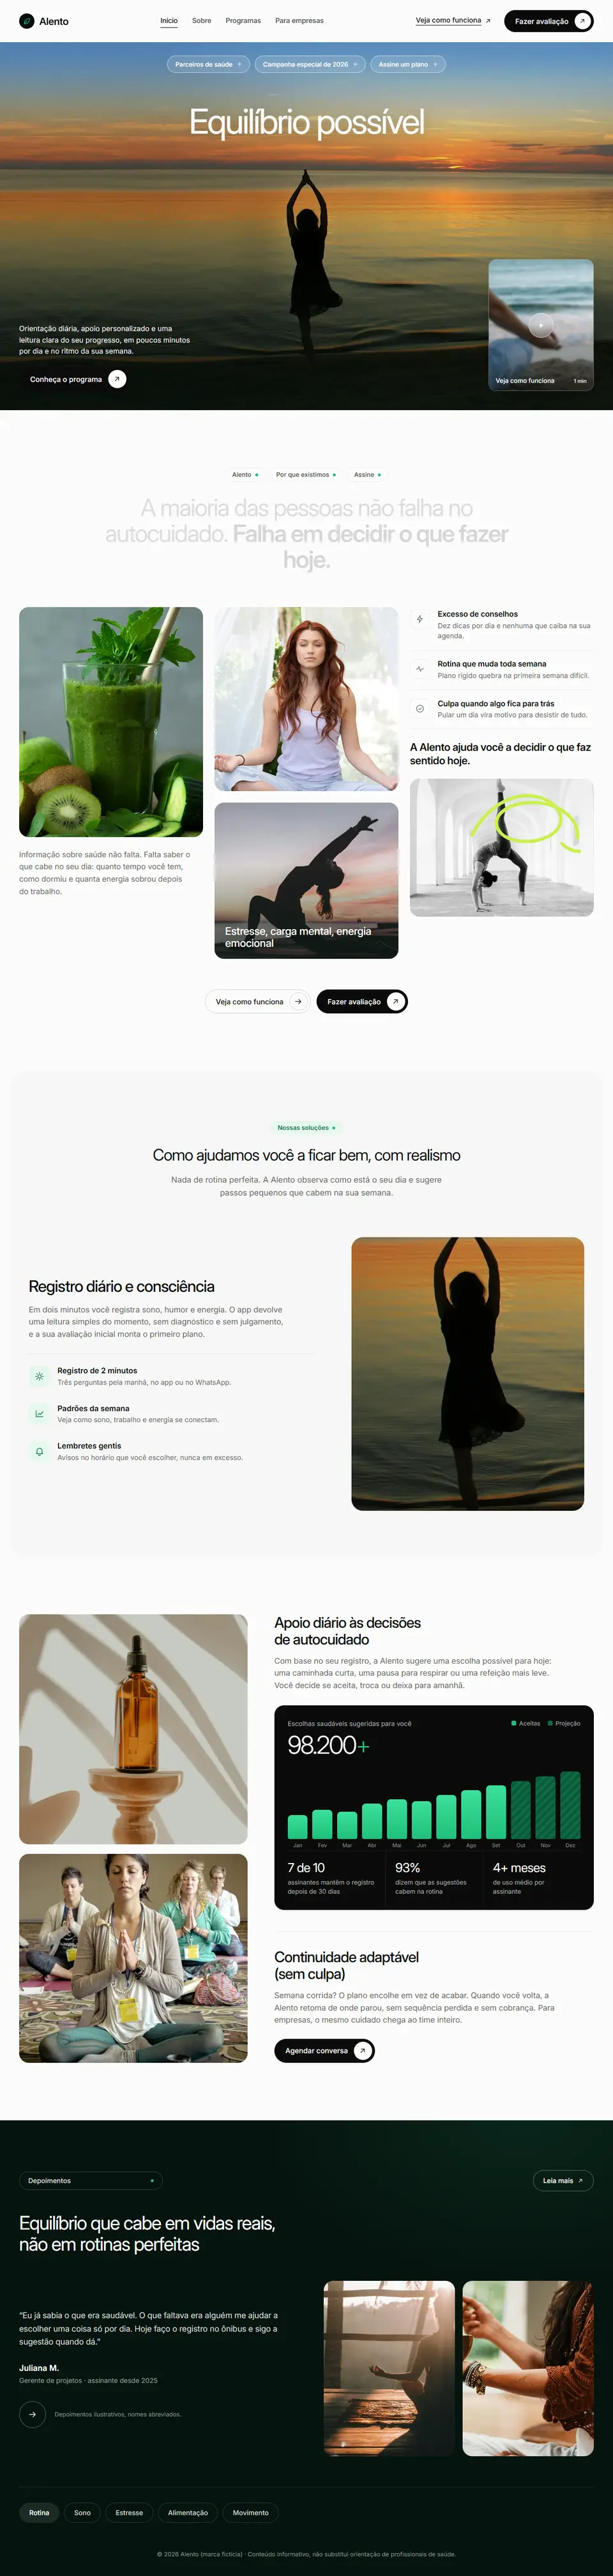 Alento
Início
Sobre
Programas
Para empresas
Veja como funciona
Fazer avaliação
Parceiros de saúde
Campanha especial de 2026
Assine um plano
Equilíbrio possível
Orientação diária, apoio personalizado e uma
leitura clara do seu progresso, em poucos minutos
por dia e no ritmo da sua semana.
Conheça o programa
Veja como funciona
1 min
Alento
Por que existimos
Assine
A maioria das pessoas não falha no
autocuidado. Falha em decidir o que fazer
hoje.
Informação sobre saúde não falta. Falta saber o
que cabe no seu dia: quanto tempo você tem,
como dormiu e quanta energia sobrou depois
do trabalho.
Estresse, carga mental, energia
emocional
Excesso de conselhos
Dez dicas por dia e nenhuma que caiba na sua
agenda.
Rotina que muda toda semana
Plano rígido quebra na primeira semana difícil.
Culpa quando algo fica para trás
Pular um dia vira motivo para desistir de tudo.
A Alento ajuda você a decidir o que faz
sentido hoje.
Veja como funciona
Fazer avaliação
Nossas soluções
Como ajudamos você a ficar bem, com realismo
Nada de rotina perfeita. A Alento observa como está o seu dia e sugere
passos pequenos que cabem na sua semana.
Registro diário e consciência
Em dois minutos você registra sono, humor e energia. O app devolve
uma leitura simples do momento, sem diagnóstico e sem julgamento,
e a sua avaliação inicial monta o primeiro plano.
Registro de 2 minutos
Três perguntas pela manhã, no app ou no WhatsApp.
Padrões da semana
Veja como sono, trabalho e energia se conectam.
Lembretes gentis
Avisos no horário que você escolher, nunca em excesso.
Apoio diário às decisões
de autocuidado
Com base no seu registro, a Alento sugere uma escolha possível para hoje:
uma caminhada curta, uma pausa para respirar ou uma refeição mais leve.
Você decide se aceita, troca ou deixa para amanhã.
Escolhas saudáveis sugeridas para você
Aceitas
Projeção
98.200+
Jan Fev Mar Abr Mai Jun Jul Ago Set Out Nov Dez
7 de 10
assinantes mantêm o registro
depois de 30 dias
93%
dizem que as sugestões
cabem na rotina
4+ meses
de uso médio por
assinante
Continuidade adaptável
(sem culpa)
Semana corrida? O plano encolhe em vez de acabar. Quando você volta, a
Alento retoma de onde parou, sem sequência perdida e sem cobrança. Para
empresas, o mesmo cuidado chega ao time inteiro.
Agendar conversa
Depoimentos
Leia mais
Equilíbrio que cabe em vidas reais,
não em rotinas perfeitas
“Eu já sabia o que era saudável. O que faltava era alguém me ajudar a
escolher uma coisa só por dia. Hoje faço o registro no ônibus e sigo a
sugestão quando dá.”
Juliana M.
Gerente de projetos · assinante desde 2025
Depoimentos ilustrativos, nomes abreviados.
Rotina
Sono
Estresse
Alimentação
Movimento
© 2026 Alento (marca fictícia) · Conteúdo informativo, não substitui orientação de profissionais de saúde.